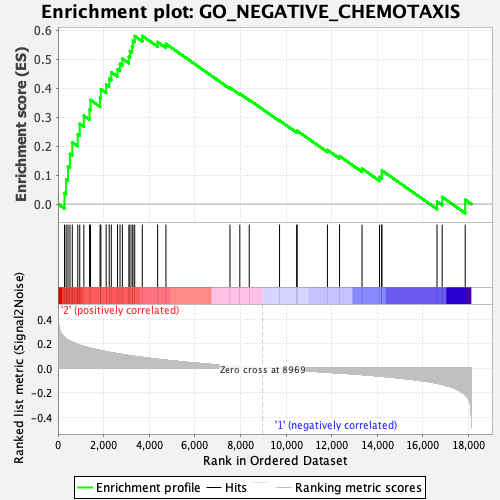 Enrichment plot: GO_NEGATIVE_CHEMOTAXIS
Enrichment score (ES)
0.6
0.5
0.4
0.3
0.2
0.1
0.0
'2' (positively correlated)
Ranked list metric (Signal2Noise)
0.4
0.2
0.0
-0.2
-0.4
Zero cross at 8969
'1' (negatively correlated)
0 2,000 4,000 6,000 8,000 10,000 12,000 14,000 16,000 18,000
Rank in Ordered Dataset
Enrichment profile Hits Ranking metric scores